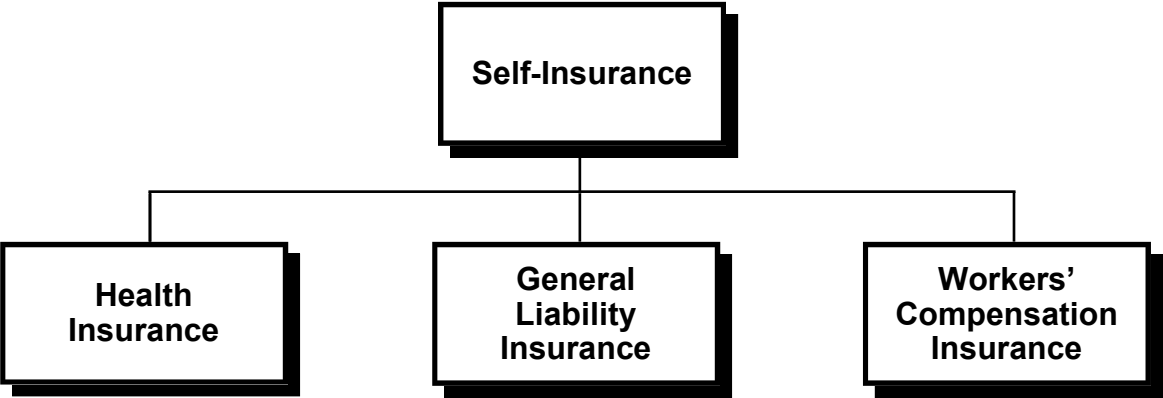 Self-Insurance
Health
Insurance
General
Liability
Insurance
Workers’
Compensation
Insurance